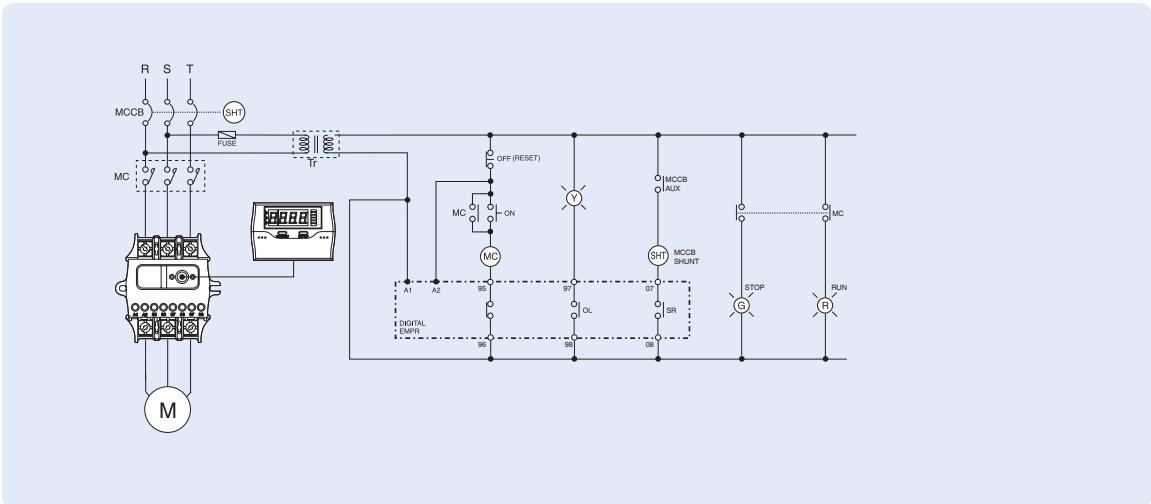 R S T
MCCB
SHT
FUSE
Tr
MC
OFF (RESET)
MC
ON
MC
Y
MCCB
AUX
SHT
MCCB
SHUNT
MC
A1
A2
95
97
07
STOP
G
RUN
R
OL
SR
DIGITAL
EMPR
96
98
08
M